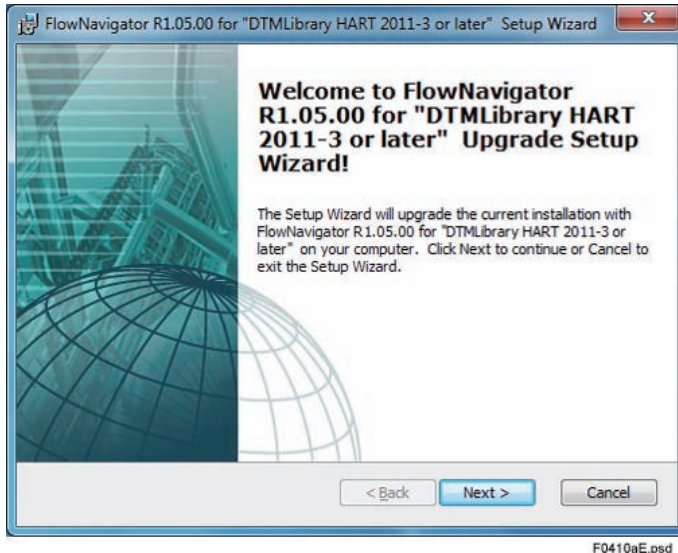 FlowNavigator R1.05.00 for "DTMLibrary HART 2011-3 or later"  Setup Wizard
Welcome to FlowNavigator
R1.05.00 for "DTMLibrary HART
2011-3 or later"  Upgrade Setup
Wizard!
The Setup Wizard will upgrade the current installation with
FlowNavigator R1.05.00 for "DTMLibrary HART 2011-3 or
later"  on your computer.  Click Next to continue or Cancel to
exit the Setup Wizard.
< Back  Next >  Cancel
F0410aE.psd